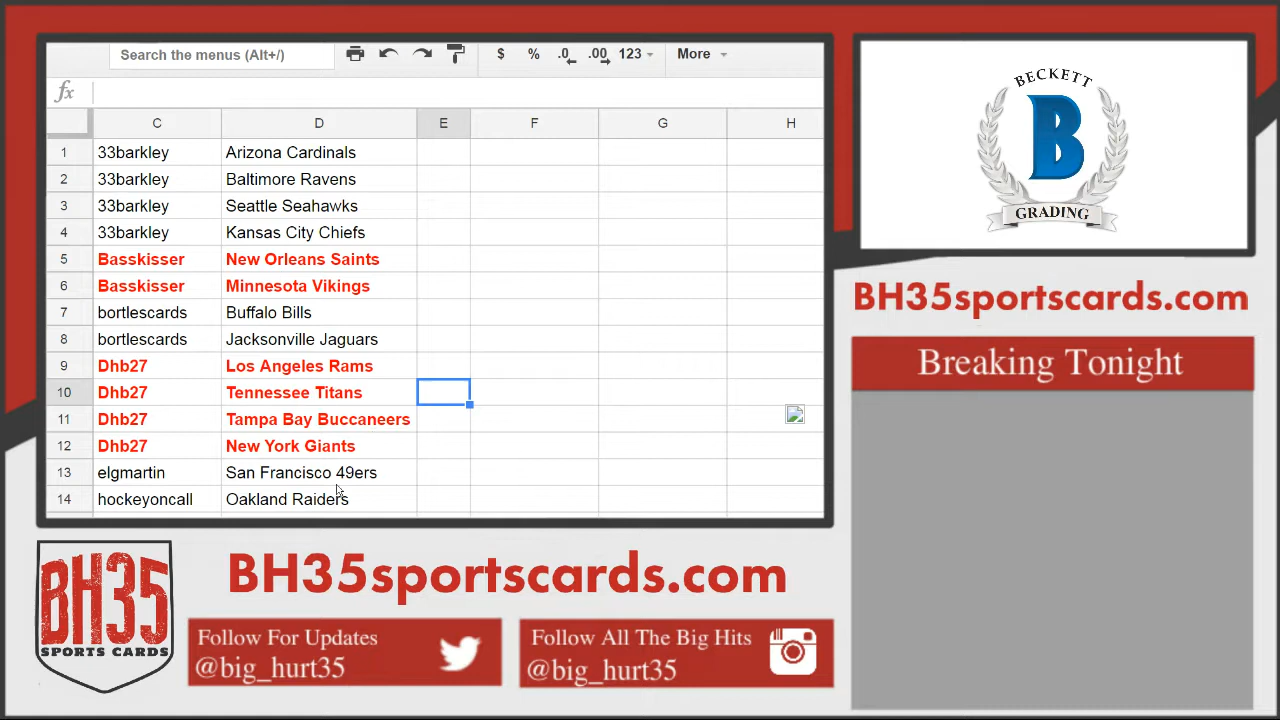 Search the menus (Alt+/)
$ % .0 .00 123 More
fx
C D E F G H
1 33barkley Arizona Cardinals
2 33barkley Baltimore Ravens
3 33barkley Seattle Seahawks
4 33barkley Kansas City Chiefs
5 Basskisser New Orleans Saints
6 Basskisser Minnesota Vikings
7 bortlescards Buffalo Bills
8 bortlescards Jacksonville Jaguars
9 Dhb27 Los Angeles Rams
10 Dhb27 Tennessee Titans
11 Dhb27 Tampa Bay Buccaneers
12 Dhb27 New York Giants
13 elgmartin San Francisco 49ers
14 hockeyoncall Oakland Raiders
BECKETT
B
GRADING
BH35sportscards.com
Breaking Tonight
BH35
SPORTS CARDS
BH35sportscards.com
Follow For Updates
@big_hurt35
Follow All The Big Hits
@big_hurt35